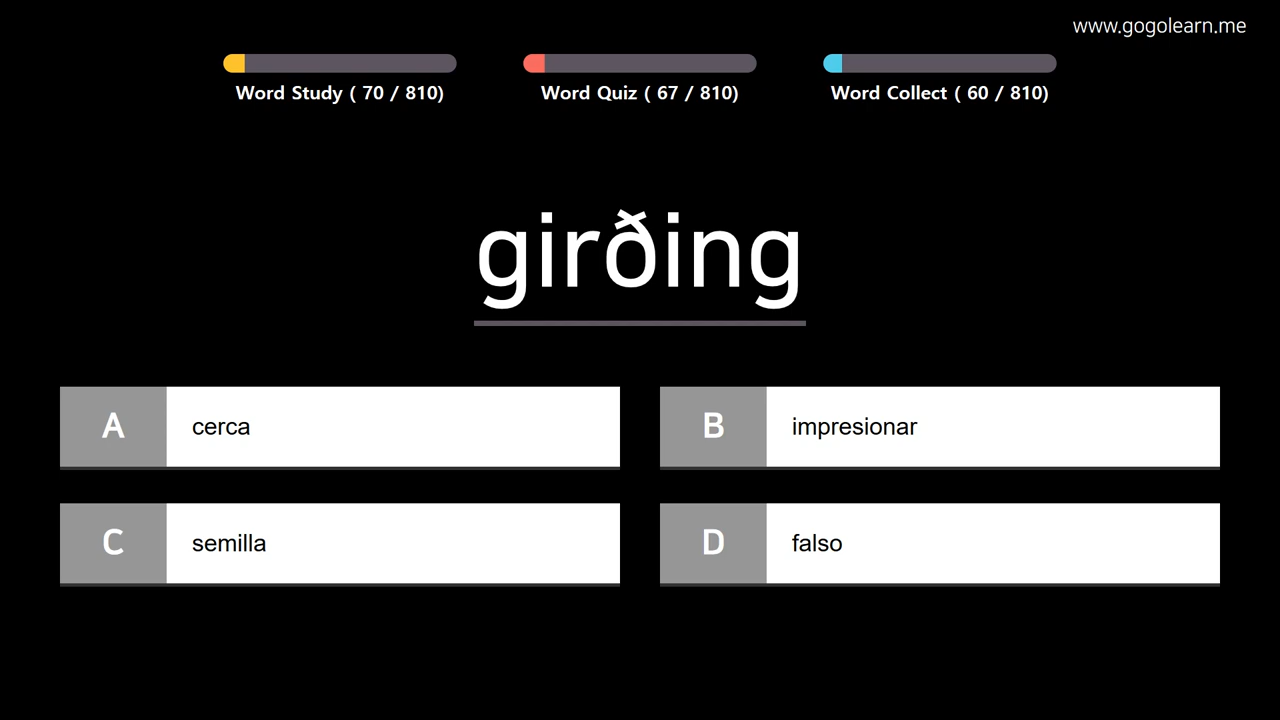 www.gogolearn.me
Word Study ( 70 / 810)
Word Quiz ( 67 / 810)
Word Collect ( 60 / 810)
girðing
A cerca
B impresionar
C semilla
D falso